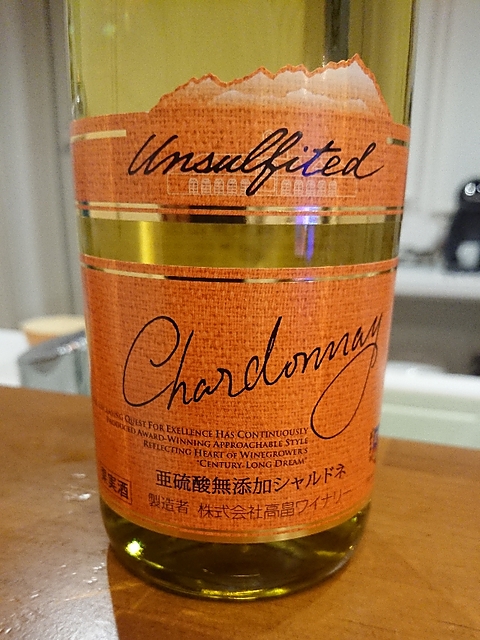 Unsulfited
Chardonnay
Quest For Exellence Has Continuously
Produced Award-Winning Approachable Style
Reflecting Heart of Winegrower's
"Century-Long Dream"
果実酒
亜硫酸無添加シャルドネ
製造者 株式会社高畠ワイナリー